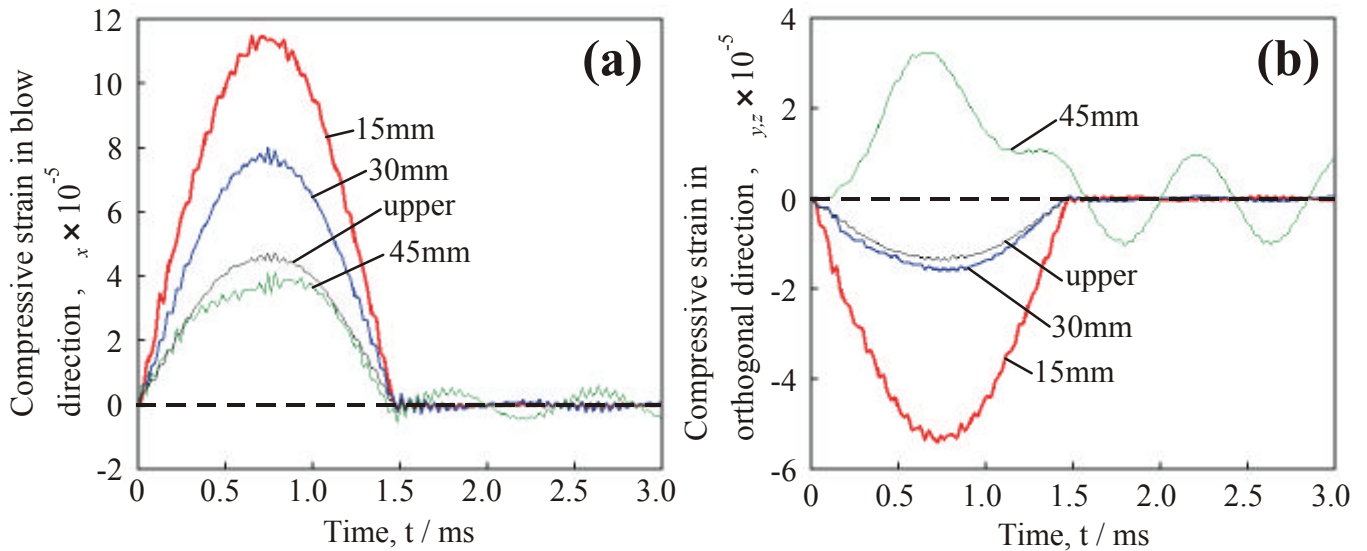 Compressive strain in blow
direction , x × 10-5
12
10
8
6
4
2
0
-2
(a)
15mm
30mm
upper
45mm
0 0.5 1.0 1.5 2.0 2.5 3.0
Time, t / ms
Compressive strain in
orthogonal direction , y,z × 10-5
4
2
0
-2
-4
-6
(b)
45mm
upper
30mm
15mm
0 0.5 1.0 1.5 2.0 2.5 3.0
Time, t / ms